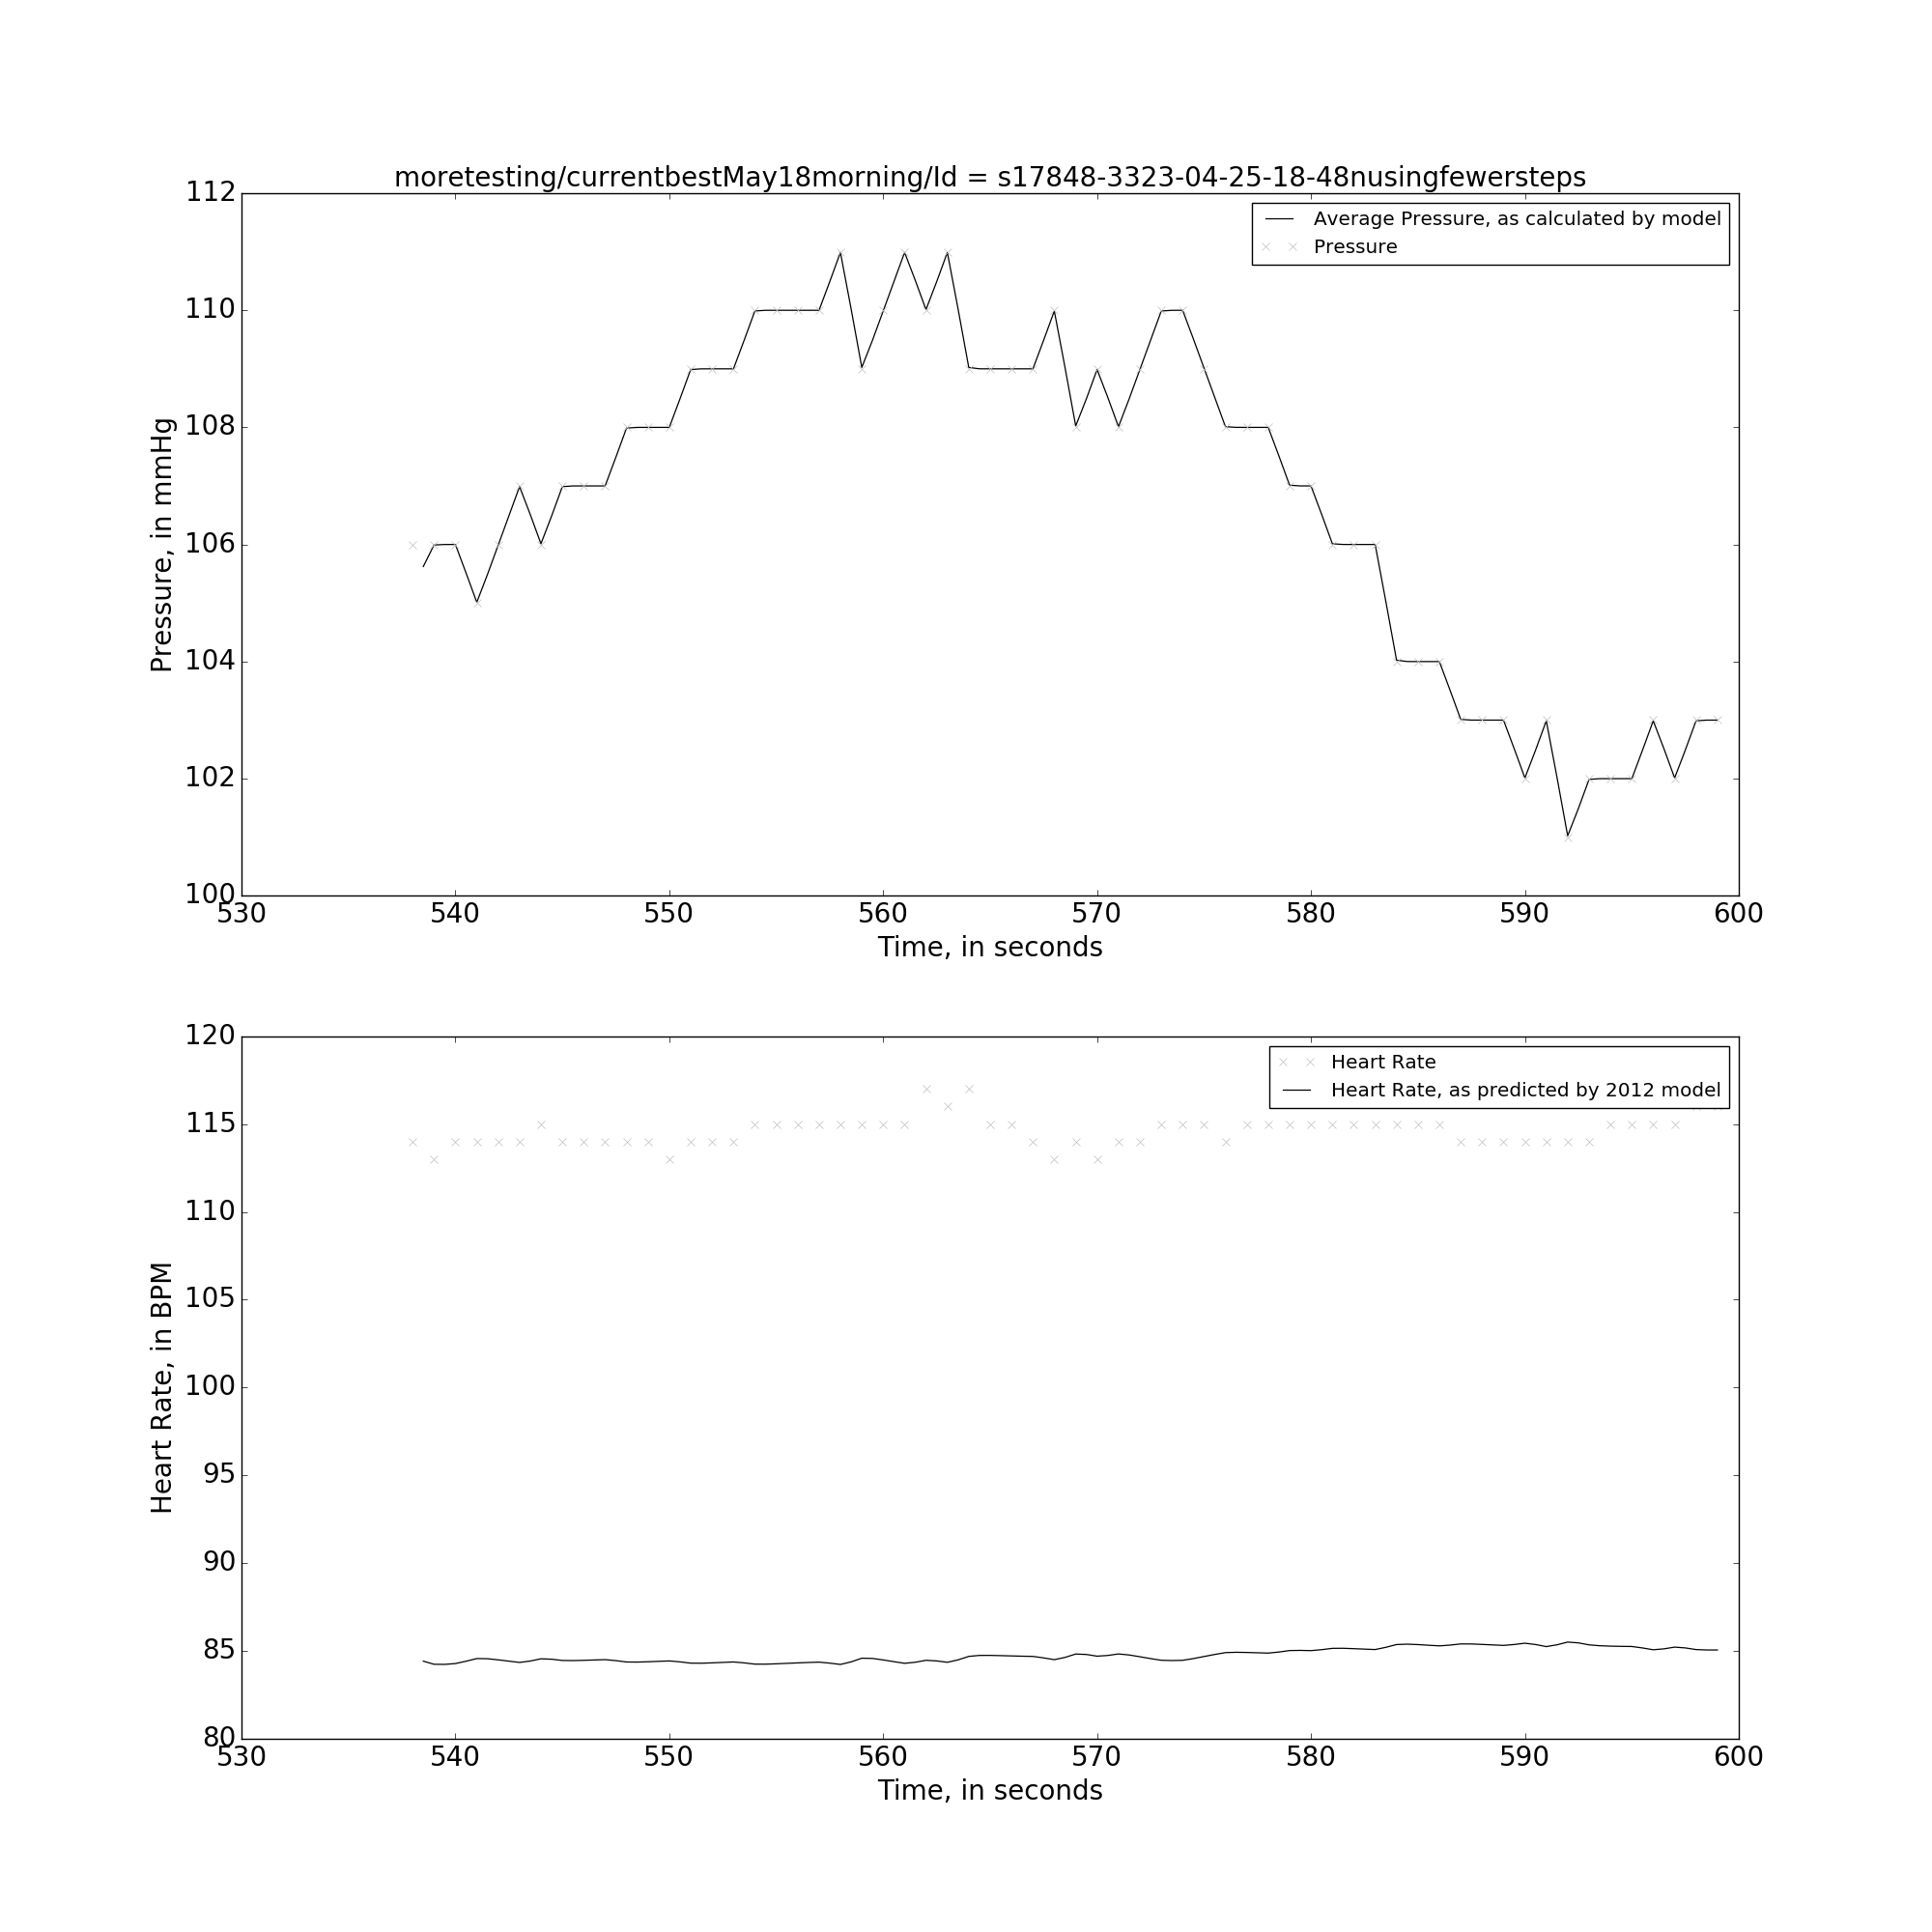 moretesting/currentbestMay18morning/Id = s17848-3323-04-25-18-48nusingfewersteps
112
110
108
106
104
102
100
Pressure, in mmHg
Average Pressure, as calculated by model
Pressure
530 540 550 560 570 580 590 600
Time, in seconds
120
115
110
105
100
95
90
85
80
Heart Rate, in BPM
Heart Rate
Heart Rate, as predicted by 2012 model
530 540 550 560 570 580 590 600
Time, in seconds